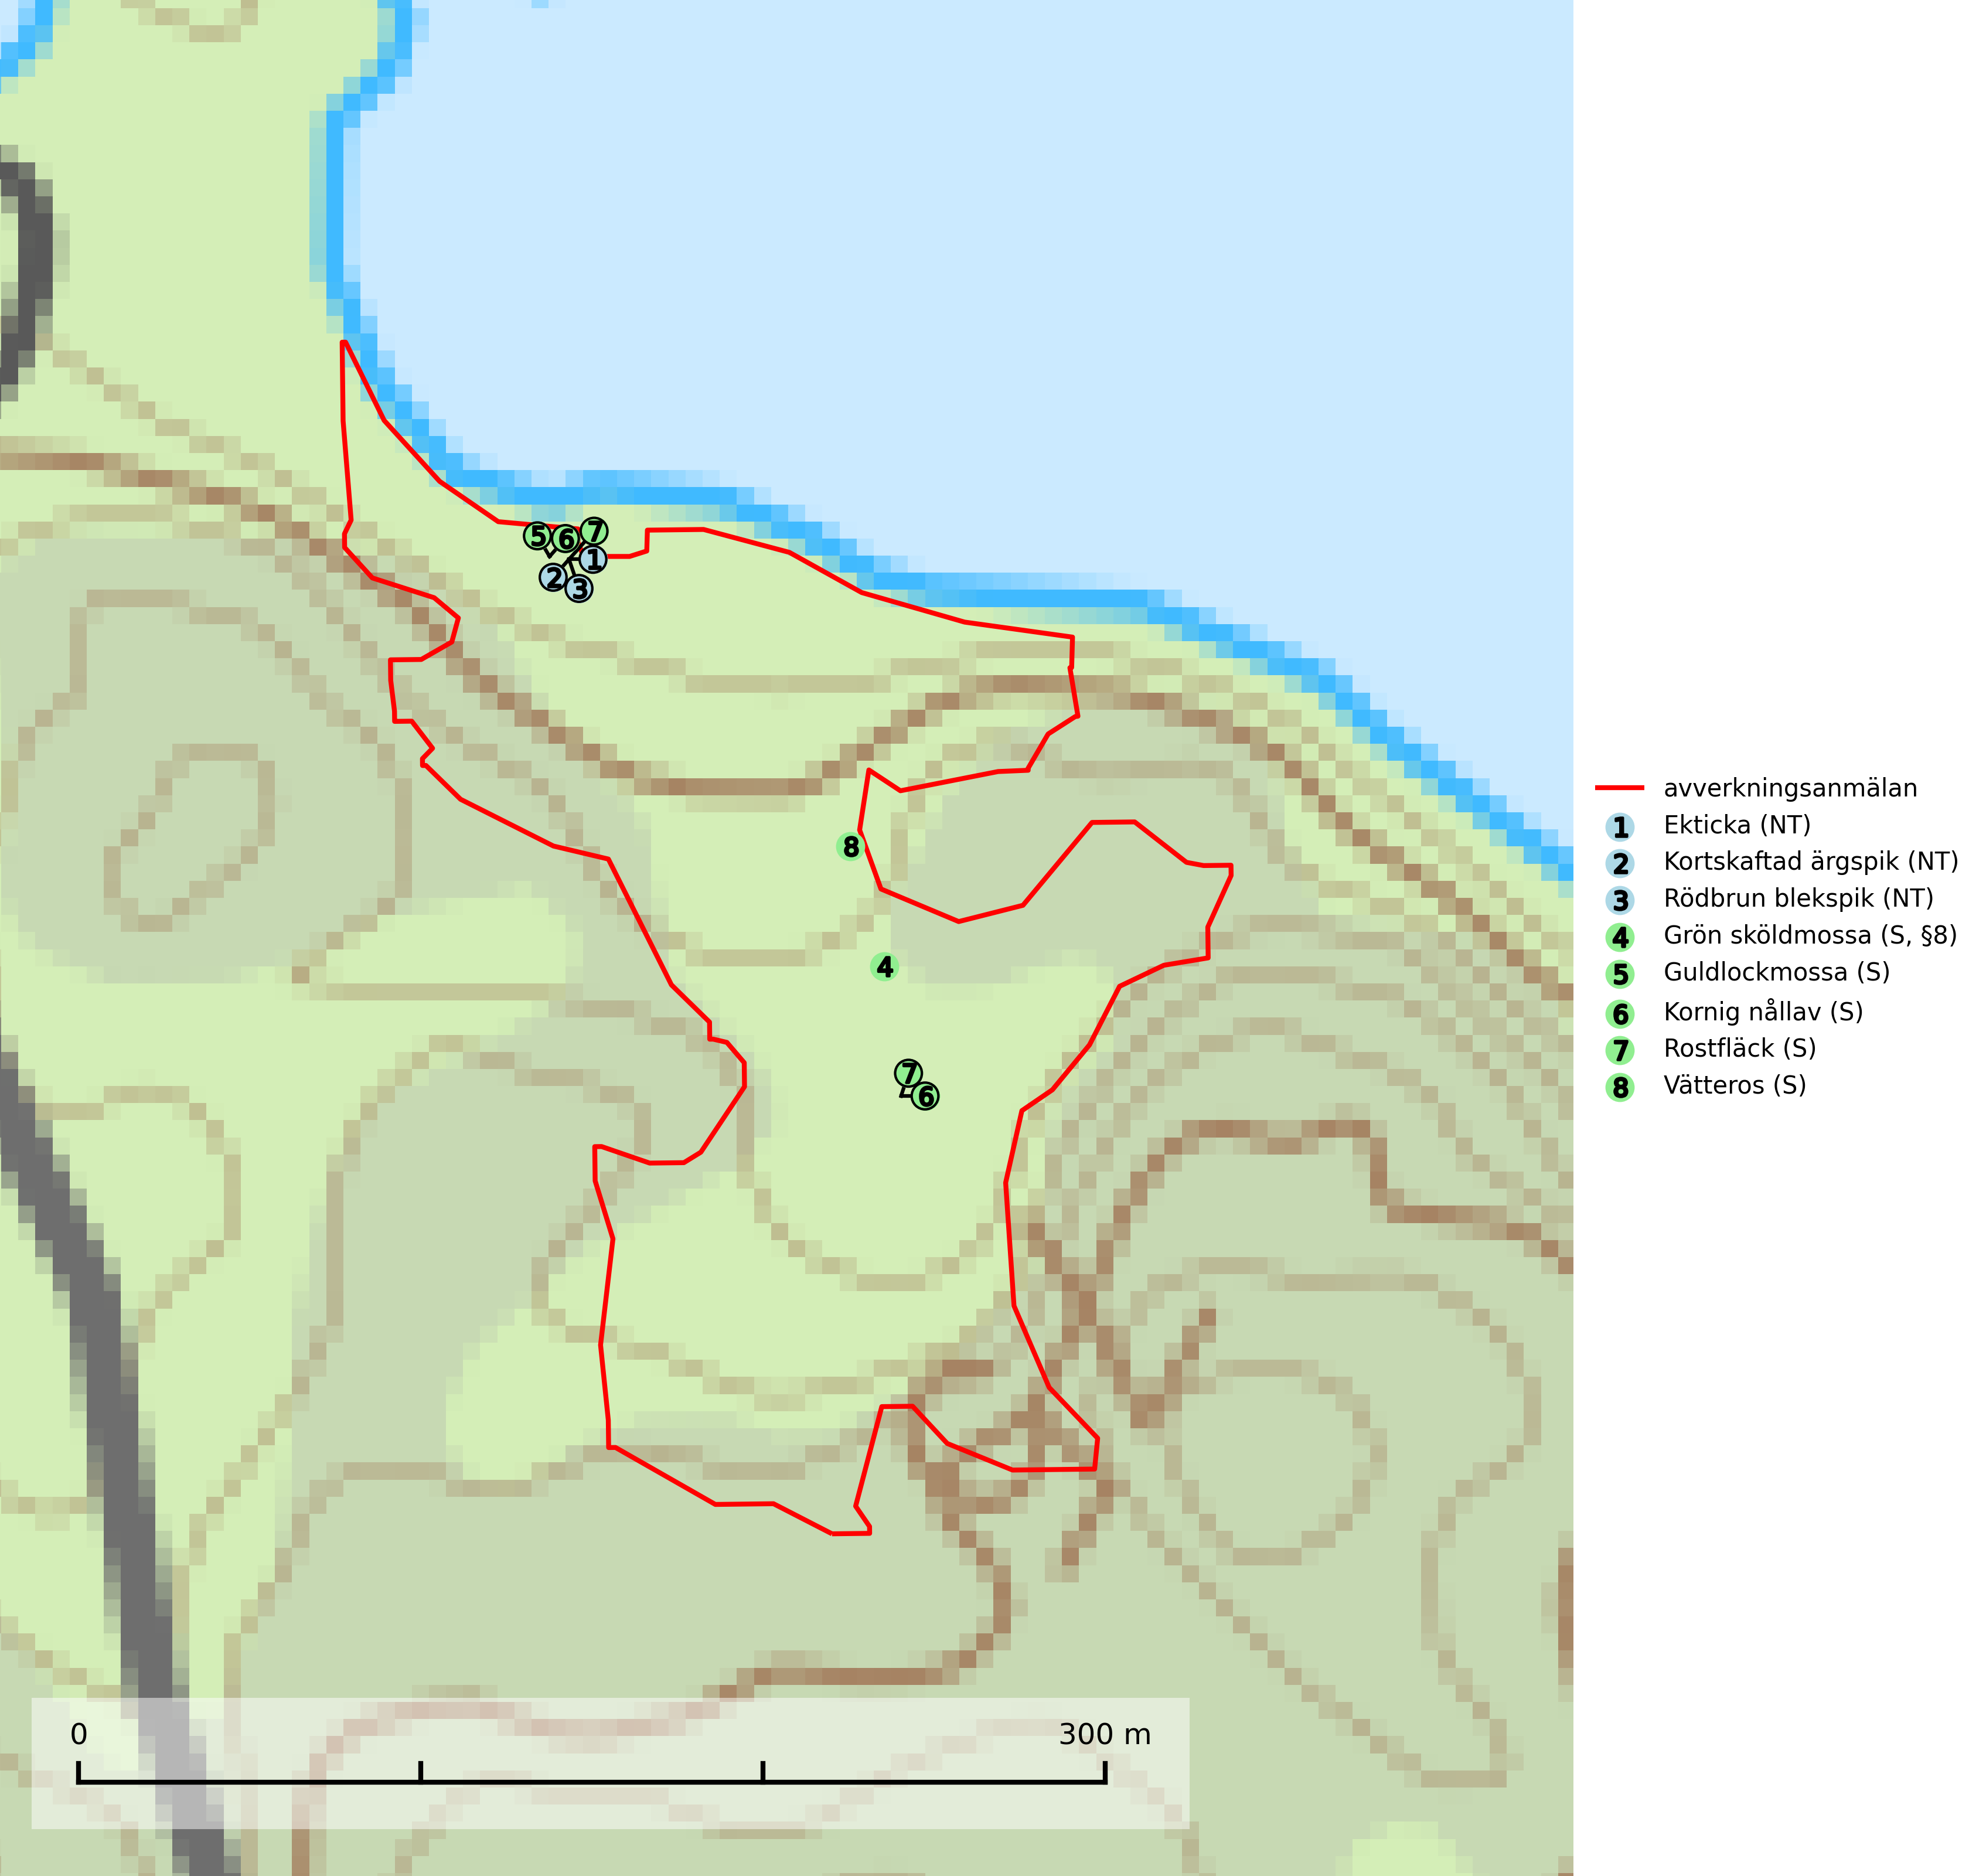 5 6 7
1
2 3
8
4
7
6
avverkningsanmälan
1 Ekticka (NT)
2 Kortskaftad ärgspik (NT)
3 Rödbrun blekspik (NT)
4 Grön sköldmossa (S, §8)
5 Guldlockmossa (S)
6 Kornig nållav (S)
7 Rostfläck (S)
8 Vätteros (S)
0 300 m